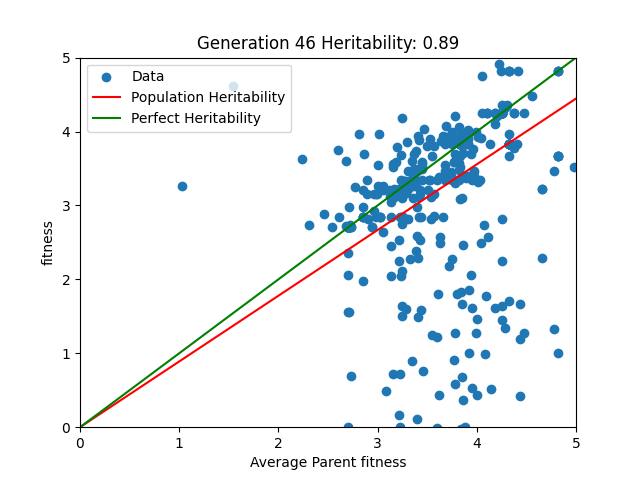 Generation 46 Heritability: 0.89
5
4
3
2
1
0
fitness
Data
Population Heritability
Perfect Heritability
0 1 2 3 4 5
Average Parent fitness